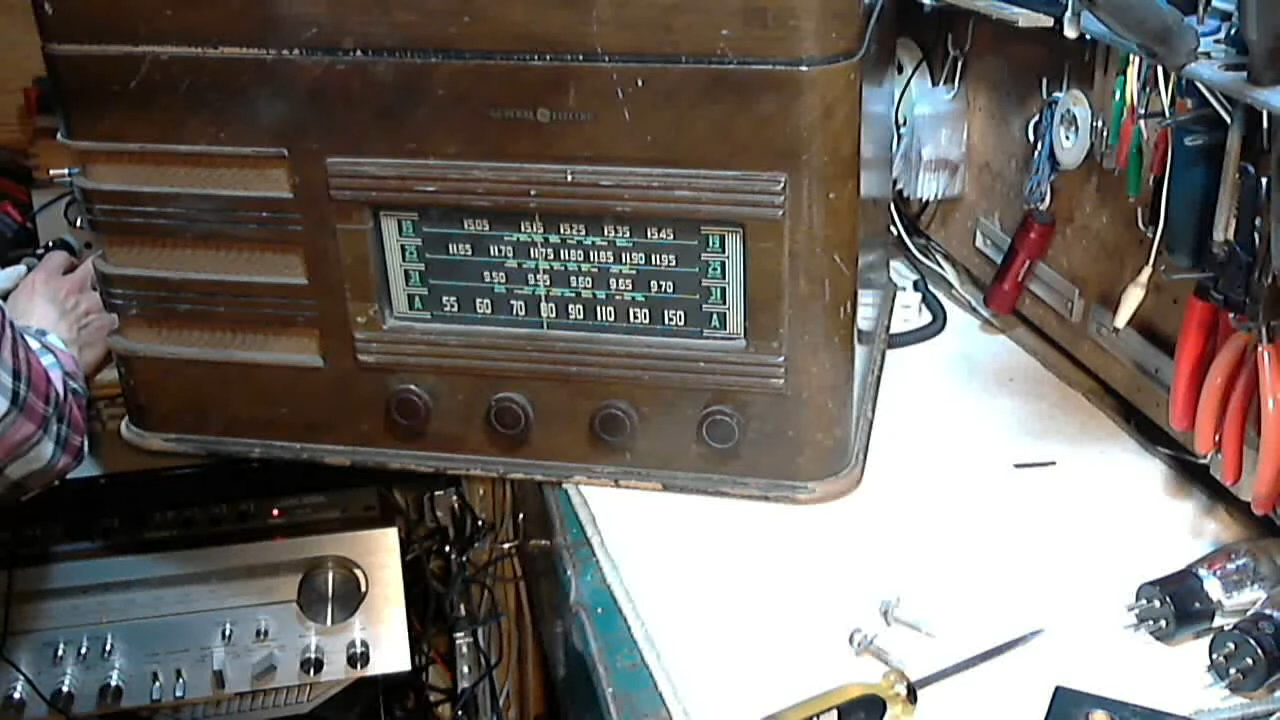 GENERAL GE ELECTRIC
19 15.05 15.15 15.25 15.35 15.45 19
25 11.65 11.70 11.75 11.80 11.85 11.90 11.95 25
31 9.50 9.55 9.60 9.65 9.70 31
A 55 60 70 80 90 110 130 150 A